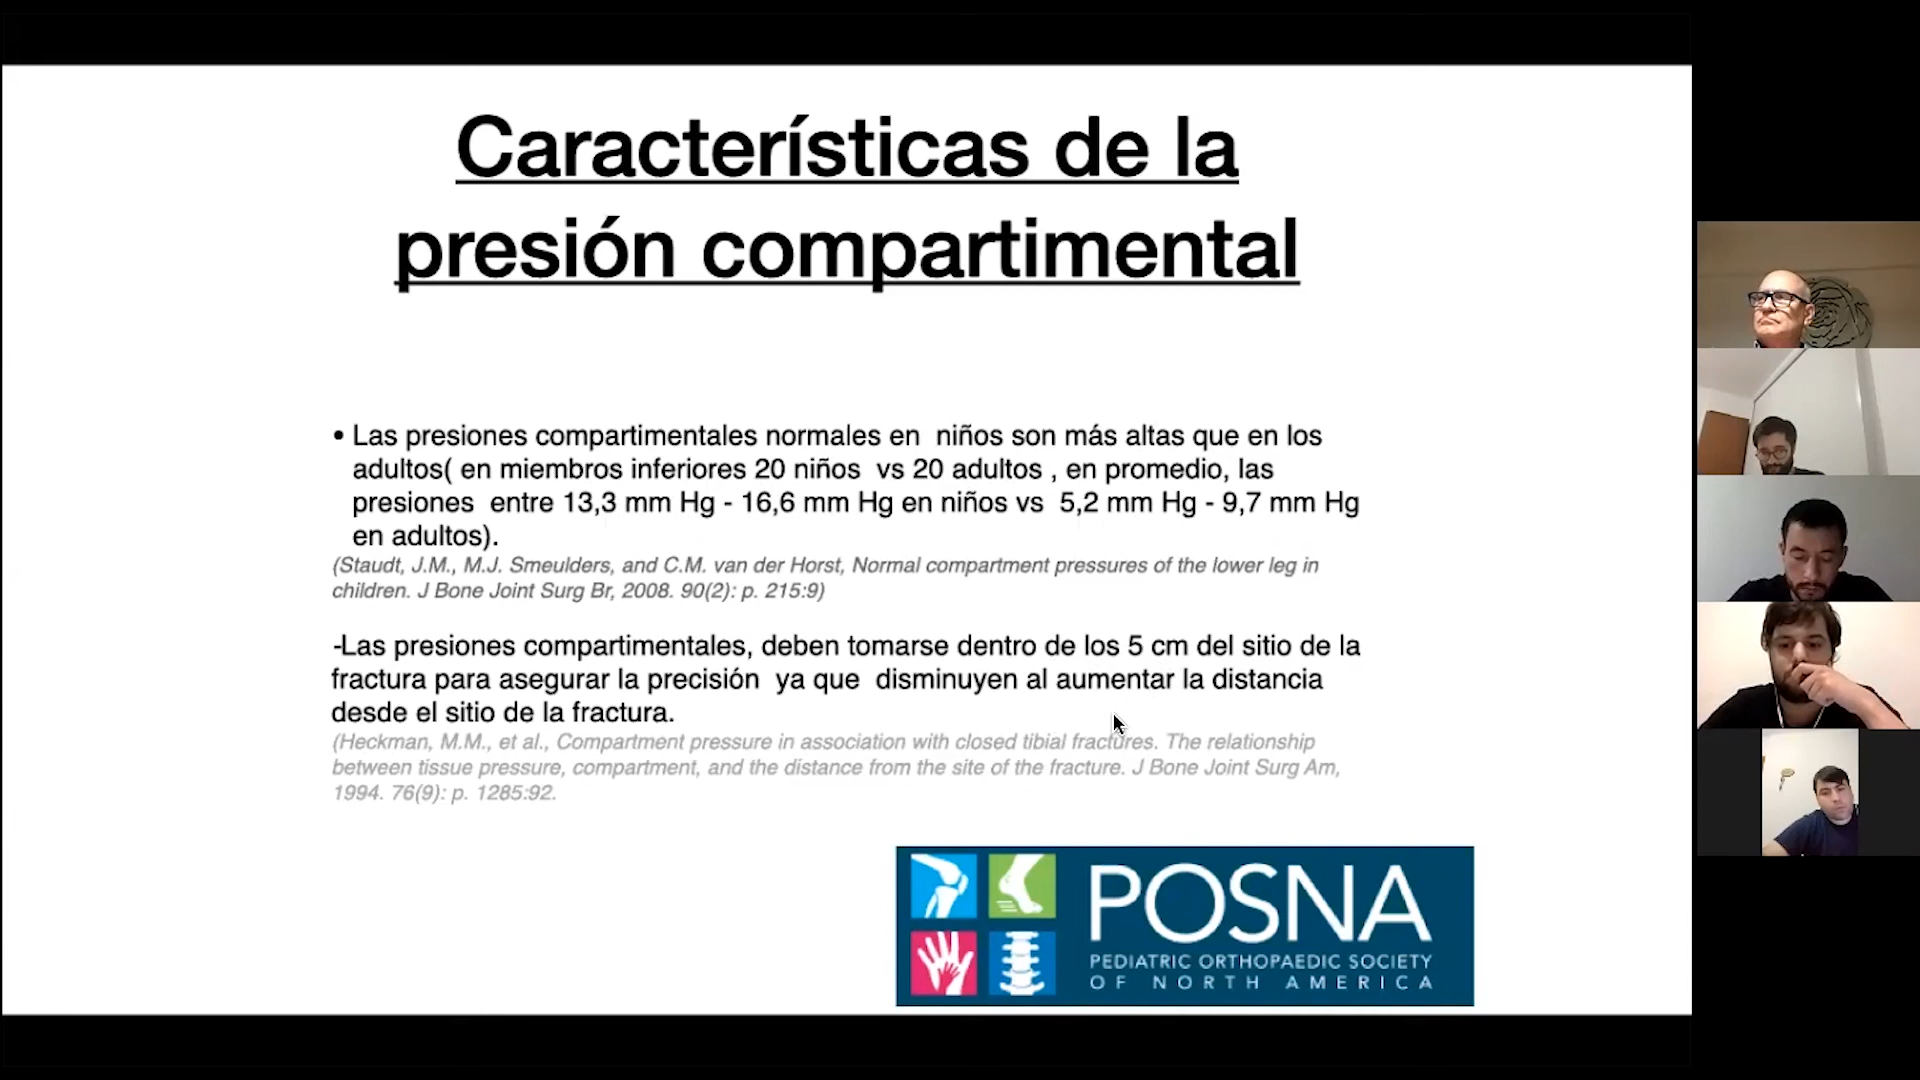 Características de la
presión compartimental
• Las presiones compartimentales normales en niños son más altas que en los
adultos( en miembros inferiores 20 niños vs 20 adultos , en promedio, las
presiones entre 13,3 mm Hg - 16,6 mm Hg en niños vs 5,2 mm Hg - 9,7 mm Hg
en adultos).
(Staudt, J.M., M.J. Smeulders, and C.M. van der Horst, Normal compartment pressures of the lower leg in
children. J Bone Joint Surg Br, 2008. 90(2): p. 215:9)
-Las presiones compartimentales, deben tomarse dentro de los 5 cm del sitio de la
fractura para asegurar la precisión ya que disminuyen al aumentar la distancia
desde el sitio de la fractura.
(Heckman, M.M., et al., Compartment pressure in association with closed tibial fractures. The relationship
between tissue pressure, compartment, and the distance from the site of the fracture. J Bone Joint Surg Am,
1994. 76(9): p. 1285:92.
POSNA
PEDIATRIC ORTHOPAEDIC SOCIETY
OF NORTH AMERICA